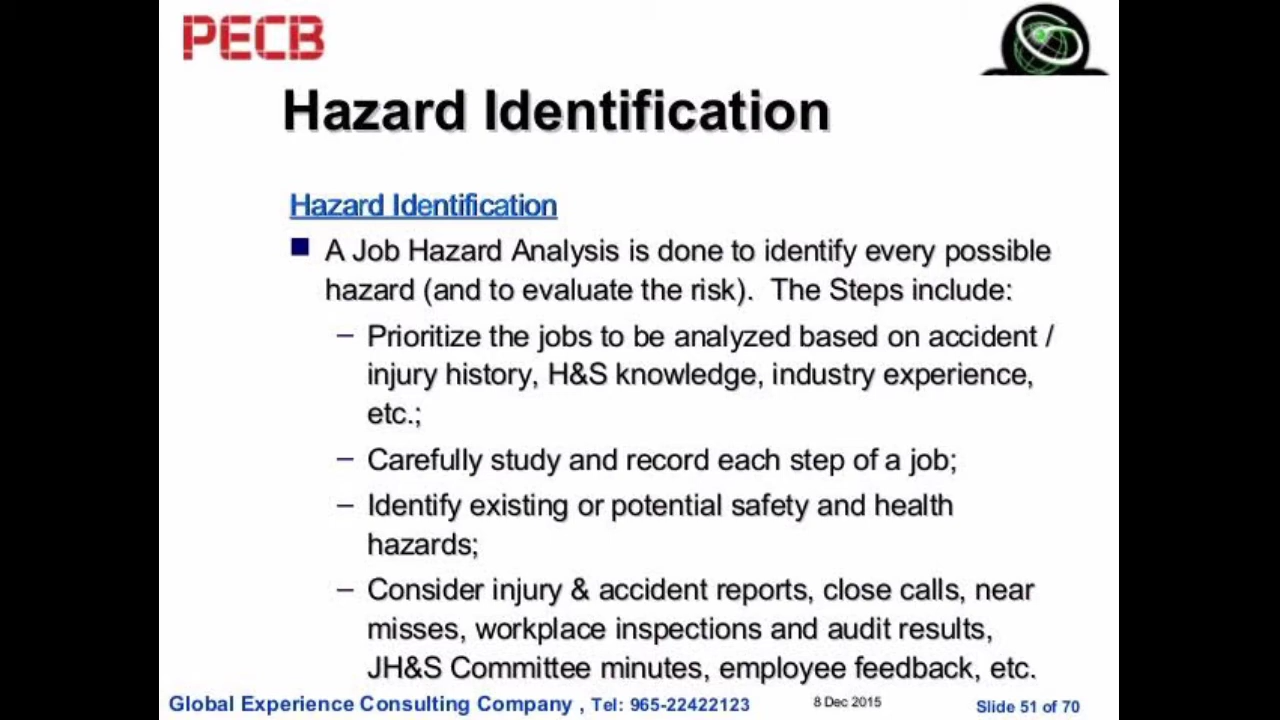 PECB
Hazard Identification
Hazard Identification
A Job Hazard Analysis is done to identify every possible
hazard (and to evaluate the risk).  The Steps include:
– Prioritize the jobs to be analyzed based on accident /
injury history, H&S knowledge, industry experience,
etc.;
– Carefully study and record each step of a job;
– Identify existing or potential safety and health
hazards;
– Consider injury & accident reports, close calls, near
misses, workplace inspections and audit results,
JH&S Committee minutes, employee feedback, etc.
Global Experience Consulting Company , Tel: 965-22422123 8 Dec 2015 Slide 51 of 70